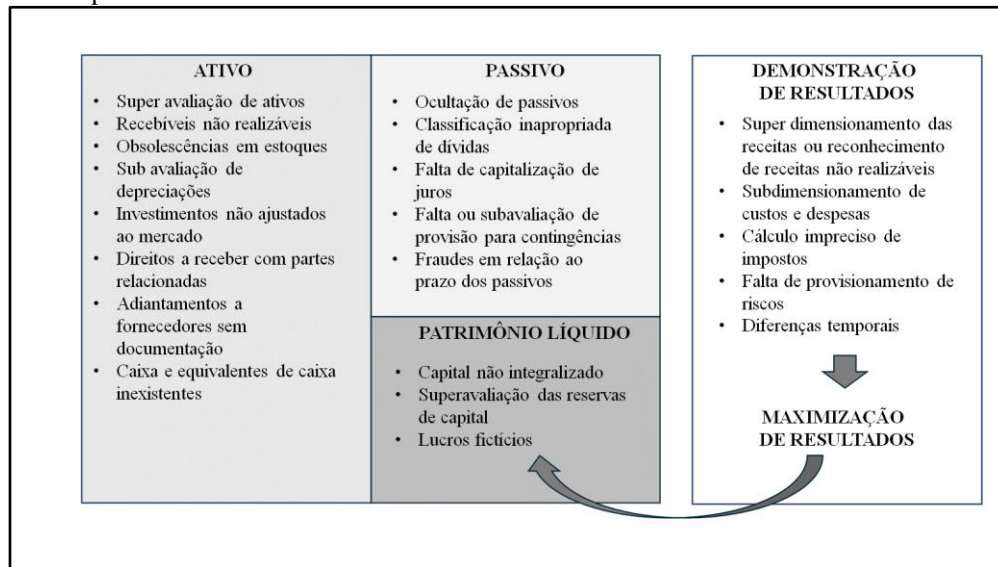 ATIVO
• Super avaliação de ativos
• Recebíveis não realizáveis
• Obsolescências em estoques
• Sub avaliação de
depreciações
• Investimentos não ajustados
ao mercado
• Direitos a receber com partes
relacionadas
• Adiantamentos a
fornecedores sem
documentação
• Caixa e equivalentes de caixa
inexistentes
PASSIVO
• Ocultação de passivos
• Classificação inapropriada
de dívidas
• Falta de capitalização de
juros
• Falta ou subavaliação de
provisão para contingências
• Fraudes em relação ao
prazo dos passivos
PATRIMÔNIO LÍQUIDO
• Capital não integralizado
• Superavaliação das reservas
de capital
• Lucros fictícios
DEMONSTRAÇÃO
DE RESULTADOS
• Super dimensionamento das
receitas ou reconhecimento
de receitas não realizáveis
• Subdimensionamento de
custos e despesas
• Cálculo impreciso de
impostos
• Falta de provisionamento de
riscos
• Diferenças temporais
MAXIMIZAÇÃO
DE RESULTADOS